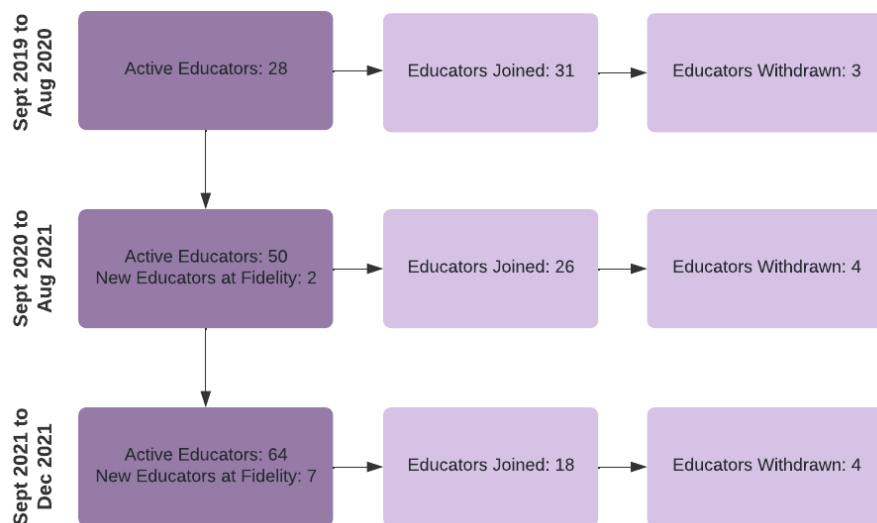 Sept 2019 to
Aug 2020
Active Educators: 28
Educators Joined: 31
Educators Withdrawn: 3
Sept 2020 to
Aug 2021
Active Educators: 50
New Educators at Fidelity: 2
Educators Joined: 26
Educators Withdrawn: 4
Sept 2021 to
Dec 2021
Active Educators: 64
New Educators at Fidelity: 7
Educators Joined: 18
Educators Withdrawn: 4